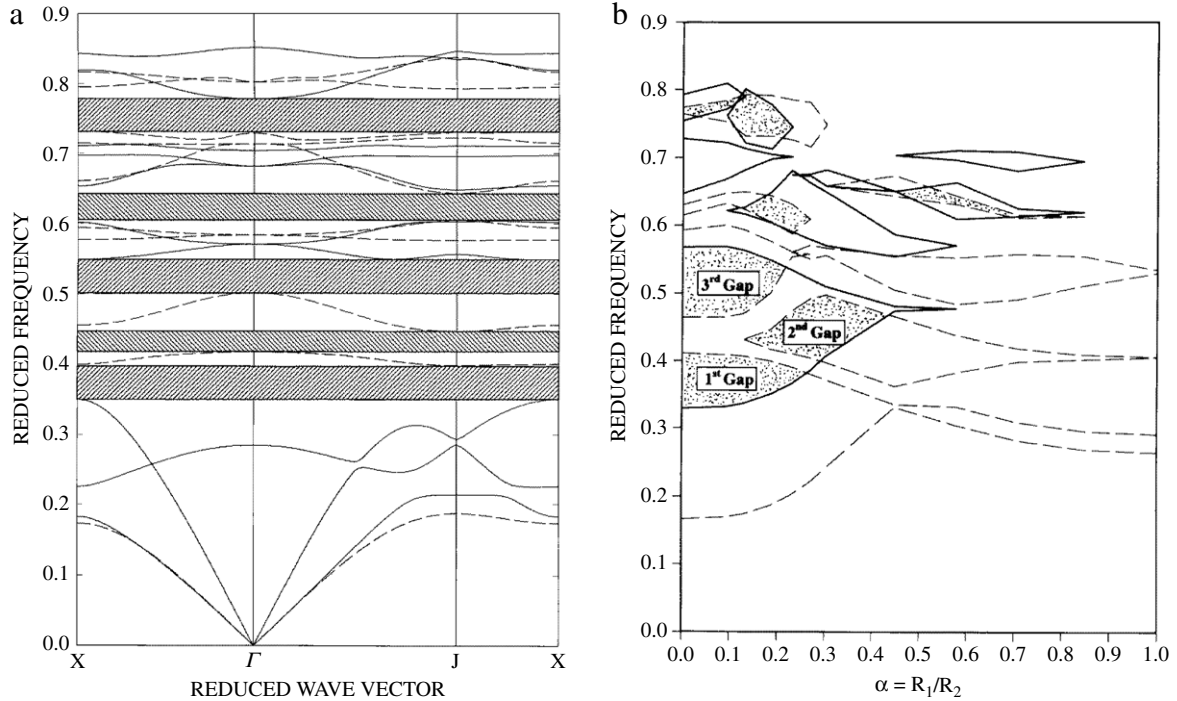 a
0.9
0.8
0.7
0.6
0.5
0.4
0.3
0.2
0.1
0.0
REDUCED FREQUENCY
X Γ J X
REDUCED WAVE VECTOR
b
0.9
0.8
0.7
0.6
0.5
0.4
0.3
0.2
0.1
0.0
REDUCED FREQUENCY
3rd Gap
2nd Gap
1st Gap
0.0 0.1 0.2 0.3 0.4 0.5 0.6 0.7 0.8 0.9 1.0
α = R1/R2